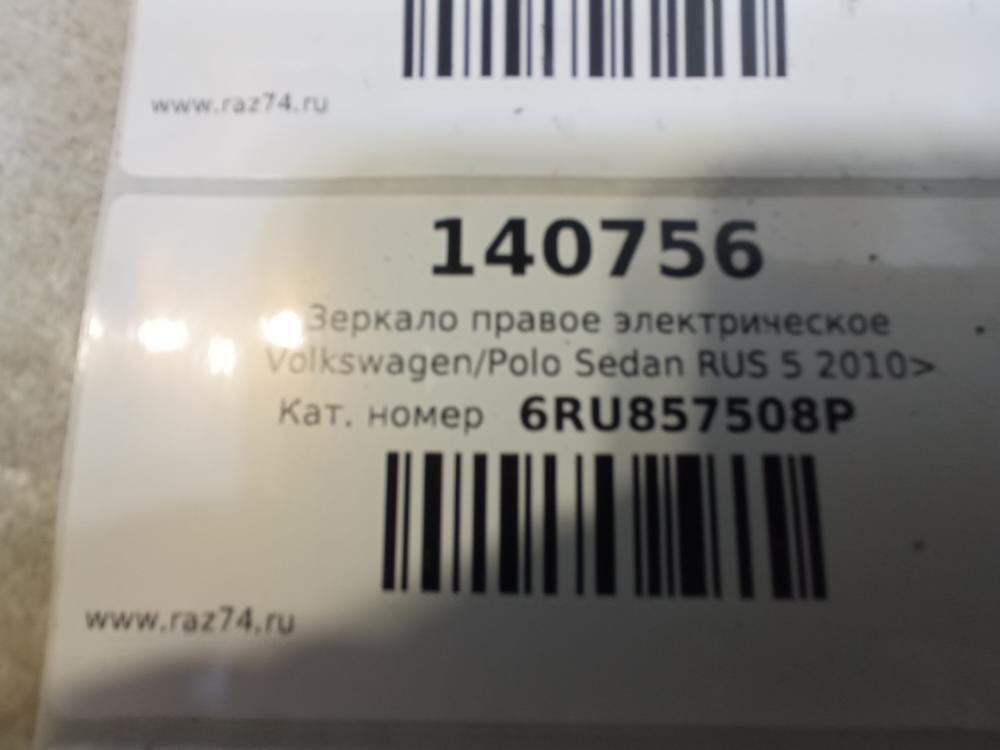 www.raz74.ru
140756
Зеркало правое электрическое
Volkswagen/Polo Sedan RUS 5 2010>
Кат. номер 6RU857508P
www.raz74.ru